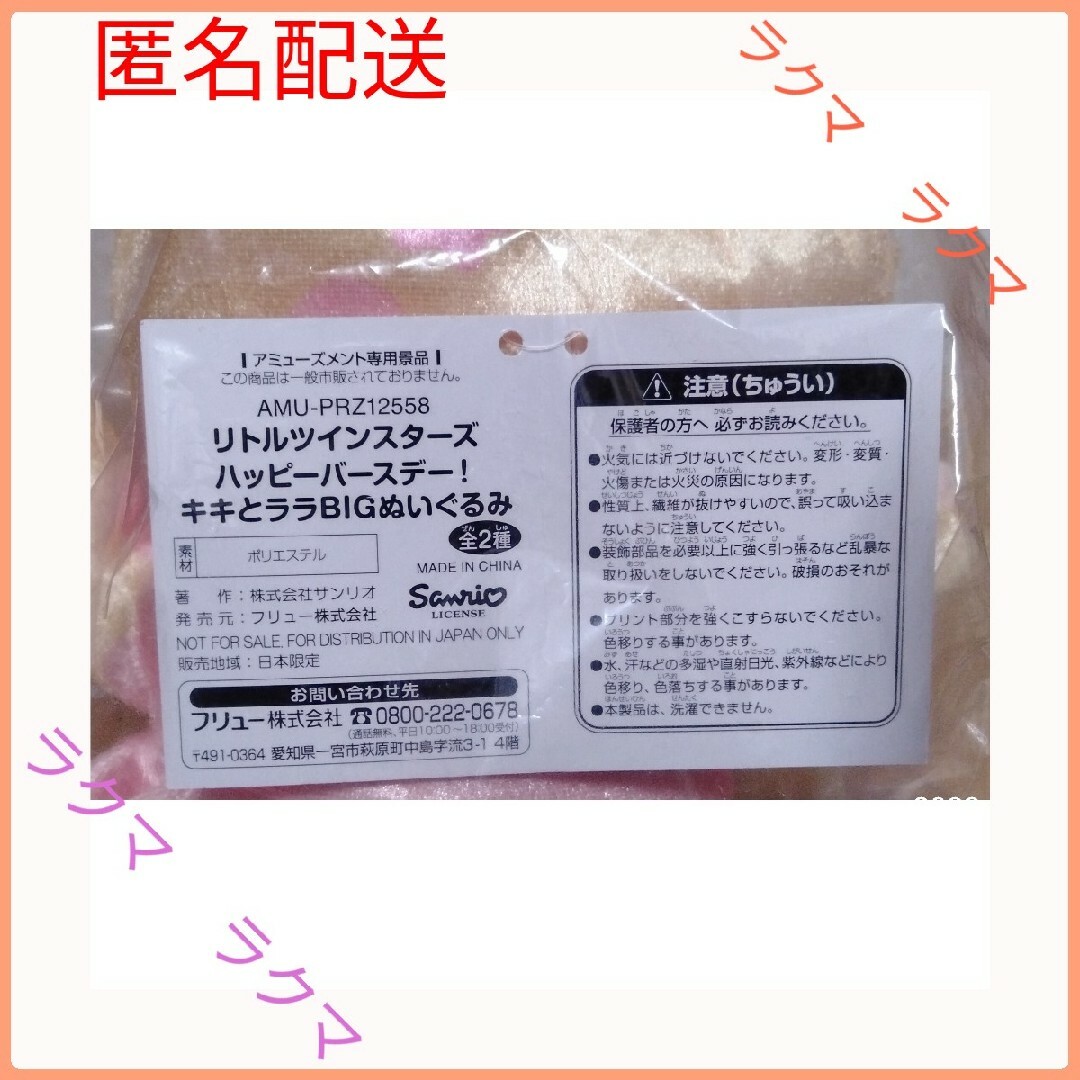 匿名配送
ラクマ
ラクマ
アミューズメント専用景品
この商品は一般市販されておりません。
AMU-PRZ12558
リトルツインスターズ
ハッピーバースデー!
キキとララBIGぬいぐるみ
全2種
素材 ポリエステル
MADE IN CHINA
著 作:株式会社サンリオ
発売元:フリュー株式会社
Sanrio
LICENSE
NOT FOR SALE, FOR DISTRIBUTION IN JAPAN ONLY
販売地域:日本限定
お問い合わせ先
フリュー株式会社 ☎0800-222-0678
(通話無料、平日10:00~18:00受付)
〒491-0364 愛知県一宮市萩原町中島字流3-1 4階
注意(ちゅうい)
保護者の方へ 必ずお読みください。
●火気には近づけないでください。変形・変質・
火傷または火災の原因になります。
●性質上、繊維が抜けやすいので、誤って吸い込ま
ないように注意してください。
●装飾部品を必要以上に強く引っ張るなど乱暴な
取り扱いをしないでください。破損のおそれが
あります。
●プリント部分を強くこすらないでください。
色移りする事があります。
●水、汗などの多湿や直射日光、紫外線などにより
色移り、色落ちする事があります。
●本製品は、洗濯できません。
ラクマ
ラクマ